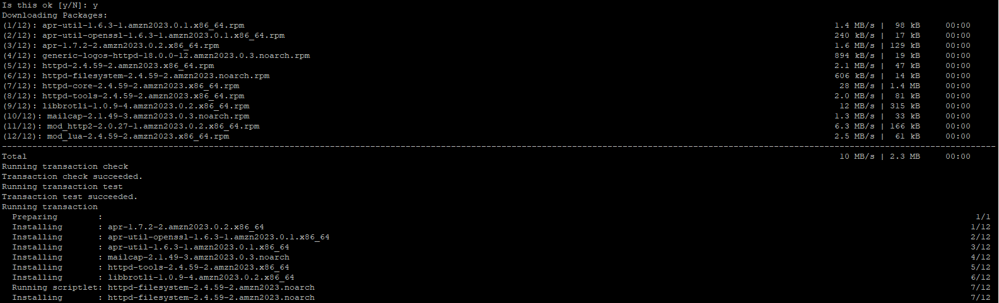 Is this ok [y/N]: y
Downloading Packages:
(1/12): apr-util-1.6.3-1.amzn2023.0.1.x86_64.rpm 1.4 MB/s | 98 kB 00:00
(2/12): apr-util-openssl-1.6.3-1.amzn2023.0.1.x86_64.rpm 240 kB/s | 17 kB 00:00
(3/12): apr-1.7.2-2.amzn2023.0.2.x86_64.rpm 1.6 MB/s | 129 kB 00:00
(4/12): generic-logos-httpd-18.0.0-12.amzn2023.0.3.noarch.rpm 894 kB/s | 19 kB 00:00
(5/12): httpd-2.4.59-2.amzn2023.x86_64.rpm 2.1 MB/s | 47 kB 00:00
(6/12): httpd-filesystem-2.4.59-2.amzn2023.noarch.rpm 606 kB/s | 14 kB 00:00
(7/12): httpd-core-2.4.59-2.amzn2023.x86_64.rpm 28 MB/s | 1.4 MB 00:00
(8/12): httpd-tools-2.4.59-2.amzn2023.x86_64.rpm 2.0 MB/s | 81 kB 00:00
(9/12): libbrotli-1.0.9-4.amzn2023.0.2.x86_64.rpm 12 MB/s | 315 kB 00:00
(10/12): mailcap-2.1.49-3.amzn2023.0.3.noarch.rpm 1.3 MB/s | 33 kB 00:00
(11/12): mod_http2-2.0.27-1.amzn2023.0.2.x86_64.rpm 6.3 MB/s | 166 kB 00:00
(12/12): mod_lua-2.4.59-2.amzn2023.x86_64.rpm 2.5 MB/s | 61 kB 00:00
Total 10 MB/s | 2.3 MB 00:00
Running transaction check
Transaction check succeeded.
Running transaction test
Transaction test succeeded.
Running transaction
Preparing : 1/1
Installing : apr-1.7.2-2.amzn2023.0.2.x86_64 1/12
Installing : apr-util-openssl-1.6.3-1.amzn2023.0.1.x86_64 2/12
Installing : apr-util-1.6.3-1.amzn2023.0.1.x86_64 3/12
Installing : mailcap-2.1.49-3.amzn2023.0.3.noarch 4/12
Installing : httpd-tools-2.4.59-2.amzn2023.x86_64 5/12
Installing : libbrotli-1.0.9-4.amzn2023.0.2.x86_64 6/12
Running scriptlet: httpd-filesystem-2.4.59-2.amzn2023.noarch 7/12
Installing : httpd-filesystem-2.4.59-2.amzn2023.noarch 7/12